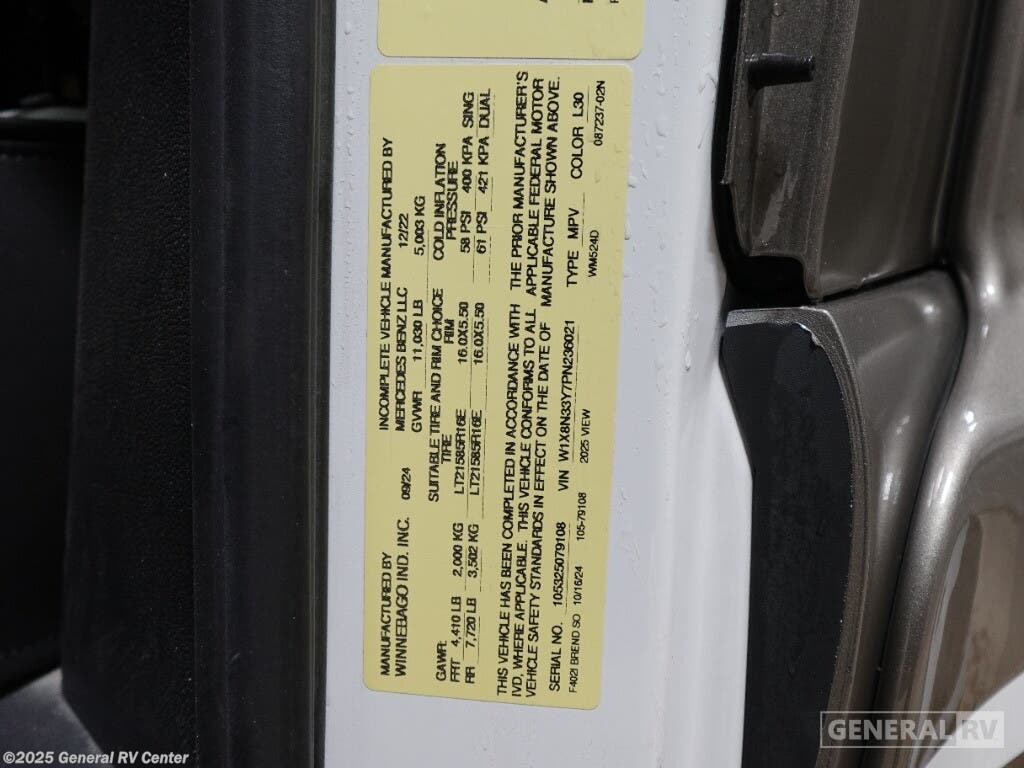 MANUFACTURED BY
WINNEBAGO IND. INC. 09/24
INCOMPLETE VEHICLE MANUFACTURED BY
MERCEDES BENZ LLC 12/22
GVWR 11,030 LB 5,003 KG
SUITABLE TIRE AND RIM CHOICE
GAWR: TIRE RIM COLD INFLATION PRESSURE
FRT 4,410 LB 2,000 KG LT21585R16E 16.0X5.50 58 PSI 400 KPA SING
RR 7,720 LB 3,502 KG LT21585R16E 16.0X5.50 61 PSI 421 KPA DUAL
THIS VEHICLE HAS BEEN COMPLETED IN ACCORDANCE WITH THE PRIOR MANUFACTURER'S
IVD, WHERE APPLICABLE. THIS VEHICLE CONFORMS TO ALL APPLICABLE FEDERAL MOTOR
VEHICLE SAFETY STANDARDS IN EFFECT ON THE DATE OF MANUFACTURE SHOWN ABOVE.
SERIAL NO. 105325079108 VIN W1X8N33Y7PN236021 TYPE MPV COLOR L30
F402I BREND SO 10/16/24 105-79108 2025 VIEW WM524D 087237-02N
GENERAL RV
©2025 General RV Center